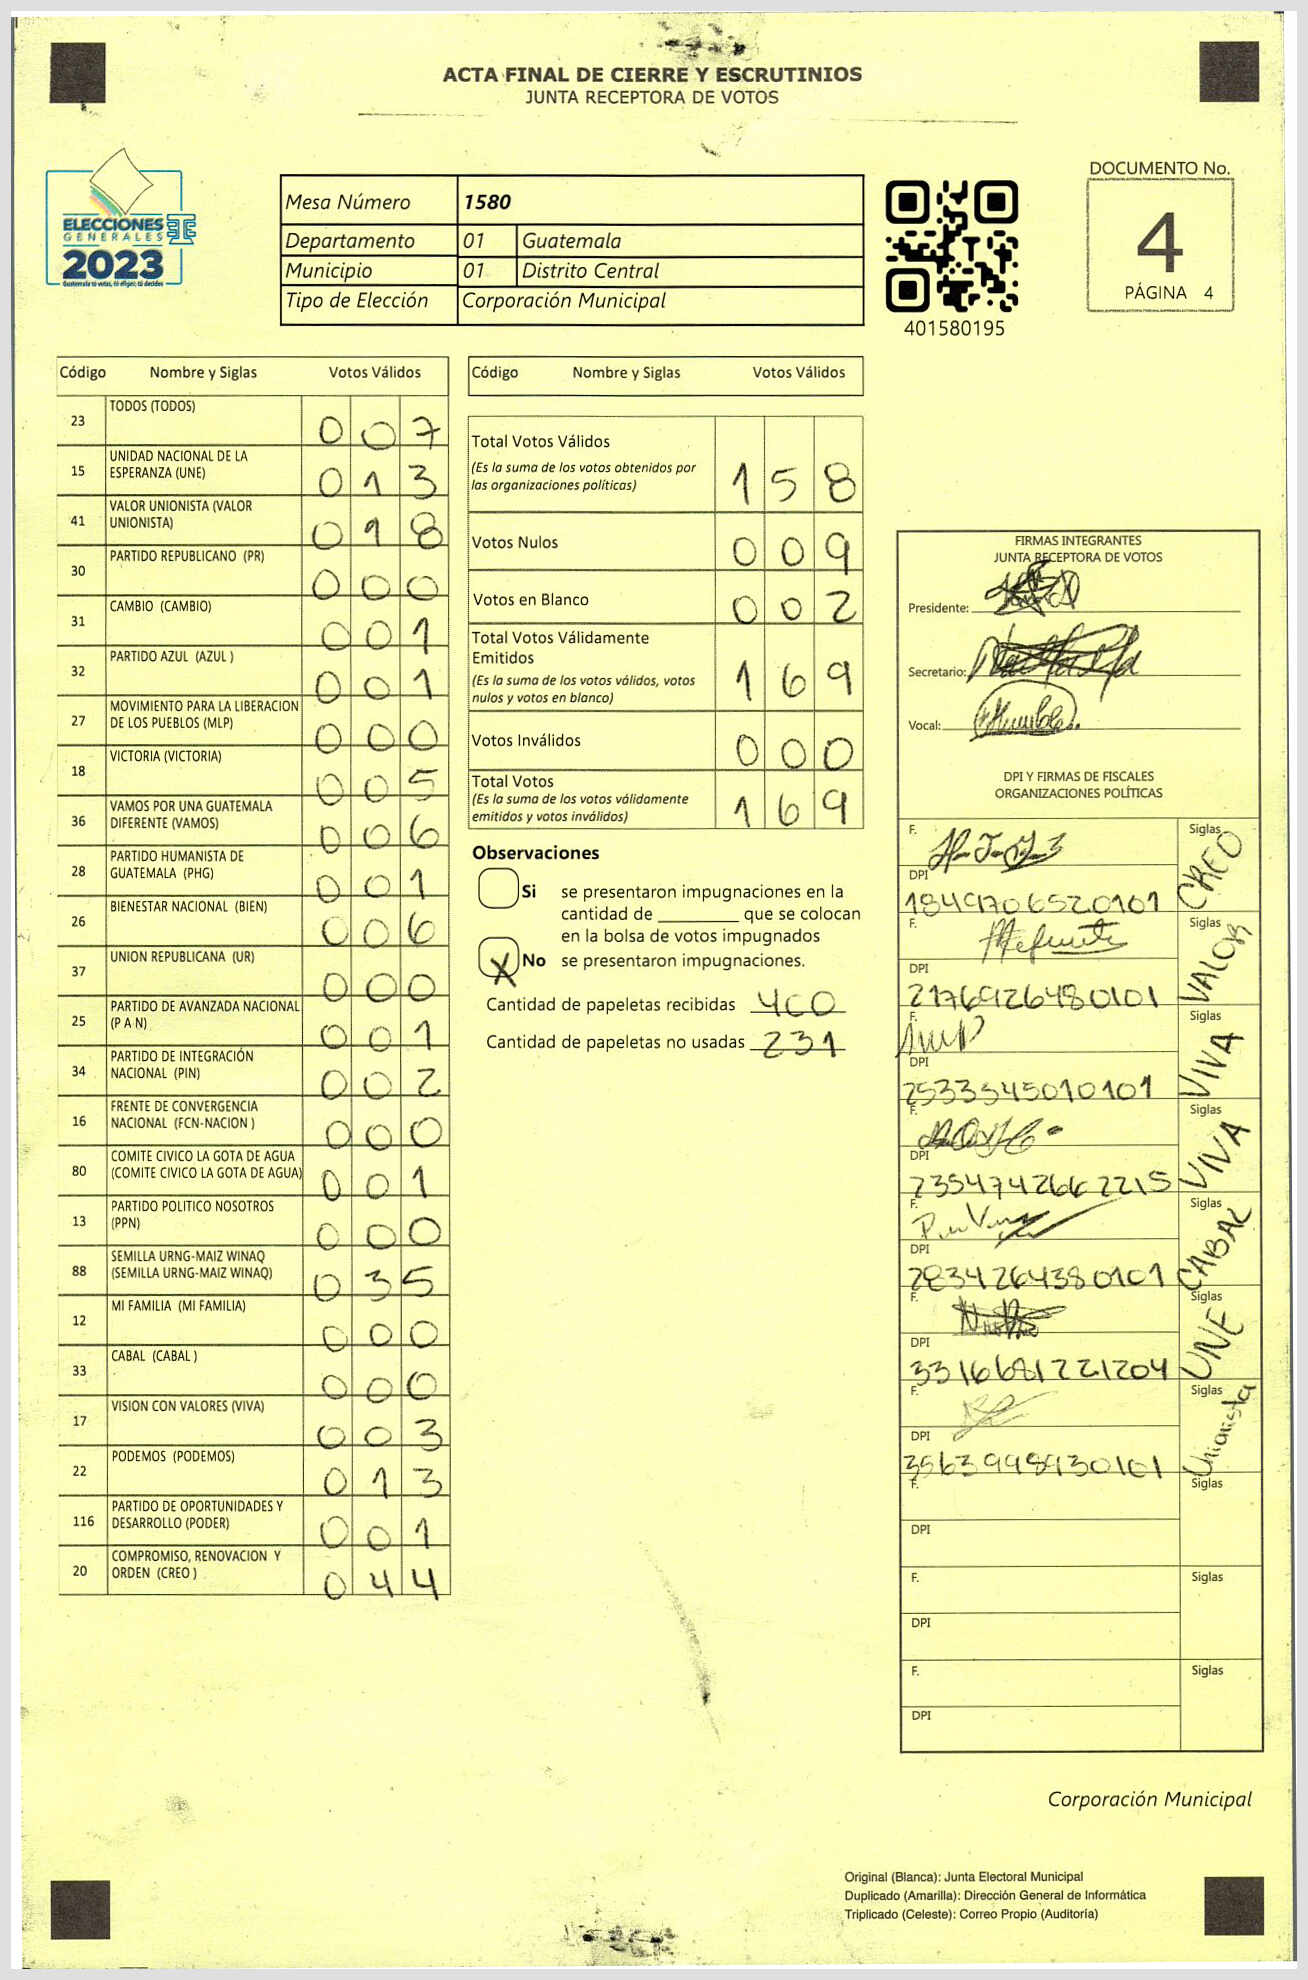 ACTA FINAL DE CIERRE Y ESCRUTINIOS
JUNTA RECEPTORA DE VOTOS
ELECCIONES
GENERALES
2023
Guatemala tú votas, tú eliges; tú decides
Mesa Número 1580
Departamento 01 Guatemala
Municipio 01 Distrito Central
Tipo de Elección Corporación Municipal
401580195
DOCUMENTO No.
4
PÁGINA 4
Código Nombre y Siglas Votos Válidos
23 TODOS (TODOS) 0 0 7
15 UNIDAD NACIONAL DE LA
ESPERANZA (UNE) 0 1 3
41 VALOR UNIONISTA (VALOR
UNIONISTA) 0 1 8
30 PARTIDO REPUBLICANO (PR) 0 0 0
31 CAMBIO (CAMBIO) 0 0 1
32 PARTIDO AZUL (AZUL ) 0 0 1
27 MOVIMIENTO PARA LA LIBERACION
DE LOS PUEBLOS (MLP) 0 0 0
18 VICTORIA (VICTORIA) 0 0 5
36 VAMOS POR UNA GUATEMALA
DIFERENTE (VAMOS) 0 0 6
28 PARTIDO HUMANISTA DE
GUATEMALA (PHG) 0 0 1
26 BIENESTAR NACIONAL (BIEN) 0 0 6
37 UNION REPUBLICANA (UR) 0 0 0
25 PARTIDO DE AVANZADA NACIONAL
(P A N) 0 0 1
34 PARTIDO DE INTEGRACIÓN
NACIONAL (PIN) 0 0 2
16 FRENTE DE CONVERGENCIA
NACIONAL (FCN-NACION ) 0 0 0
80 COMITE CIVICO LA GOTA DE AGUA
(COMITE CIVICO LA GOTA DE AGUA) 0 0 1
13 PARTIDO POLITICO NOSOTROS
(PPN) 0 0 0
88 SEMILLA URNG-MAIZ WINAQ
(SEMILLA URNG-MAIZ WINAQ) 0 3 5
12 MI FAMILIA (MI FAMILIA) 0 0 0
33 CABAL (CABAL ) 0 0 0
17 VISION CON VALORES (VIVA) 0 0 3
22 PODEMOS (PODEMOS) 0 1 3
116 PARTIDO DE OPORTUNIDADES Y
DESARROLLO (PODER) 0 0 1
20 COMPROMISO, RENOVACION Y
ORDEN (CREO ) 0 4 4
Código Nombre y Siglas Votos Válidos
Total Votos Válidos 1 5 8
(Es la suma de los votos obtenidos por
las organizaciones políticas)
Votos Nulos 0 0 9
Votos en Blanco 0 0 2
Total Votos Válidamente
Emitidos 1 6 9
(Es la suma de los votos válidos, votos
nulos y votos en blanco)
Votos Inválidos 0 0 0
Total Votos 1 6 9
(Es la suma de los votos válidamente
emitidos y votos inválidos)
Observaciones
Si se presentaron impugnaciones en la
cantidad de ________ que se colocan
en la bolsa de votos impugnados
X No se presentaron impugnaciones.
Cantidad de papeletas recibidas 400
Cantidad de papeletas no usadas 231
FIRMAS INTEGRANTES
JUNTA RECEPTORA DE VOTOS
Presidente:
Secretario:
Vocal:
DPI Y FIRMAS DE FISCALES
ORGANIZACIONES POLÍTICAS
F. Siglas CREO
DPI
1849706520101
F. Siglas VALOR
DPI
2176926480101
F. Siglas VIVA
DPI
2533545010101
F. Siglas VIVA
DPI
2354742662215
F. Siglas CABAL
DPI
2834264380101
F. Siglas UNE
DPI
3316681221204
F. Siglas Unionista
DPI
3563998930101
F. Siglas
DPI
F. Siglas
DPI
F. Siglas
DPI
Corporación Municipal
Original (Blanca): Junta Electoral Municipal
Duplicado (Amarilla): Dirección General de Informática
Triplicado (Celeste): Correo Propio (Auditoría)